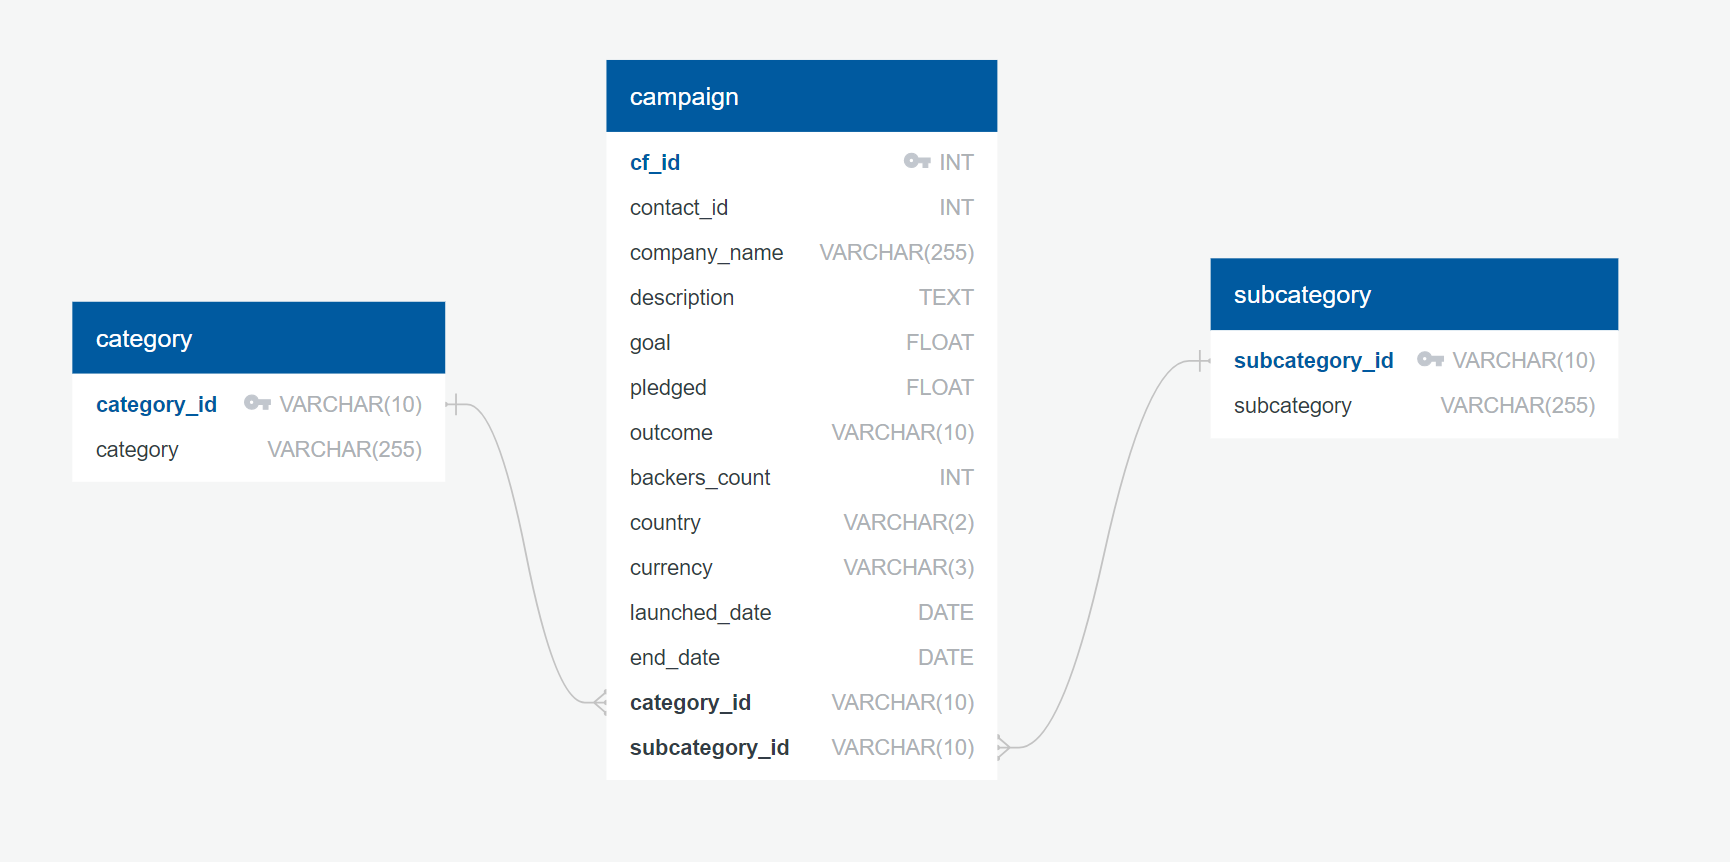 category
category_id VARCHAR(10)
category VARCHAR(255)
campaign
cf_id INT
contact_id INT
company_name VARCHAR(255)
description TEXT
goal FLOAT
pledged FLOAT
outcome VARCHAR(10)
backers_count INT
country VARCHAR(2)
currency VARCHAR(3)
launched_date DATE
end_date DATE
category_id VARCHAR(10)
subcategory_id VARCHAR(10)
subcategory
subcategory_id VARCHAR(10)
subcategory VARCHAR(255)